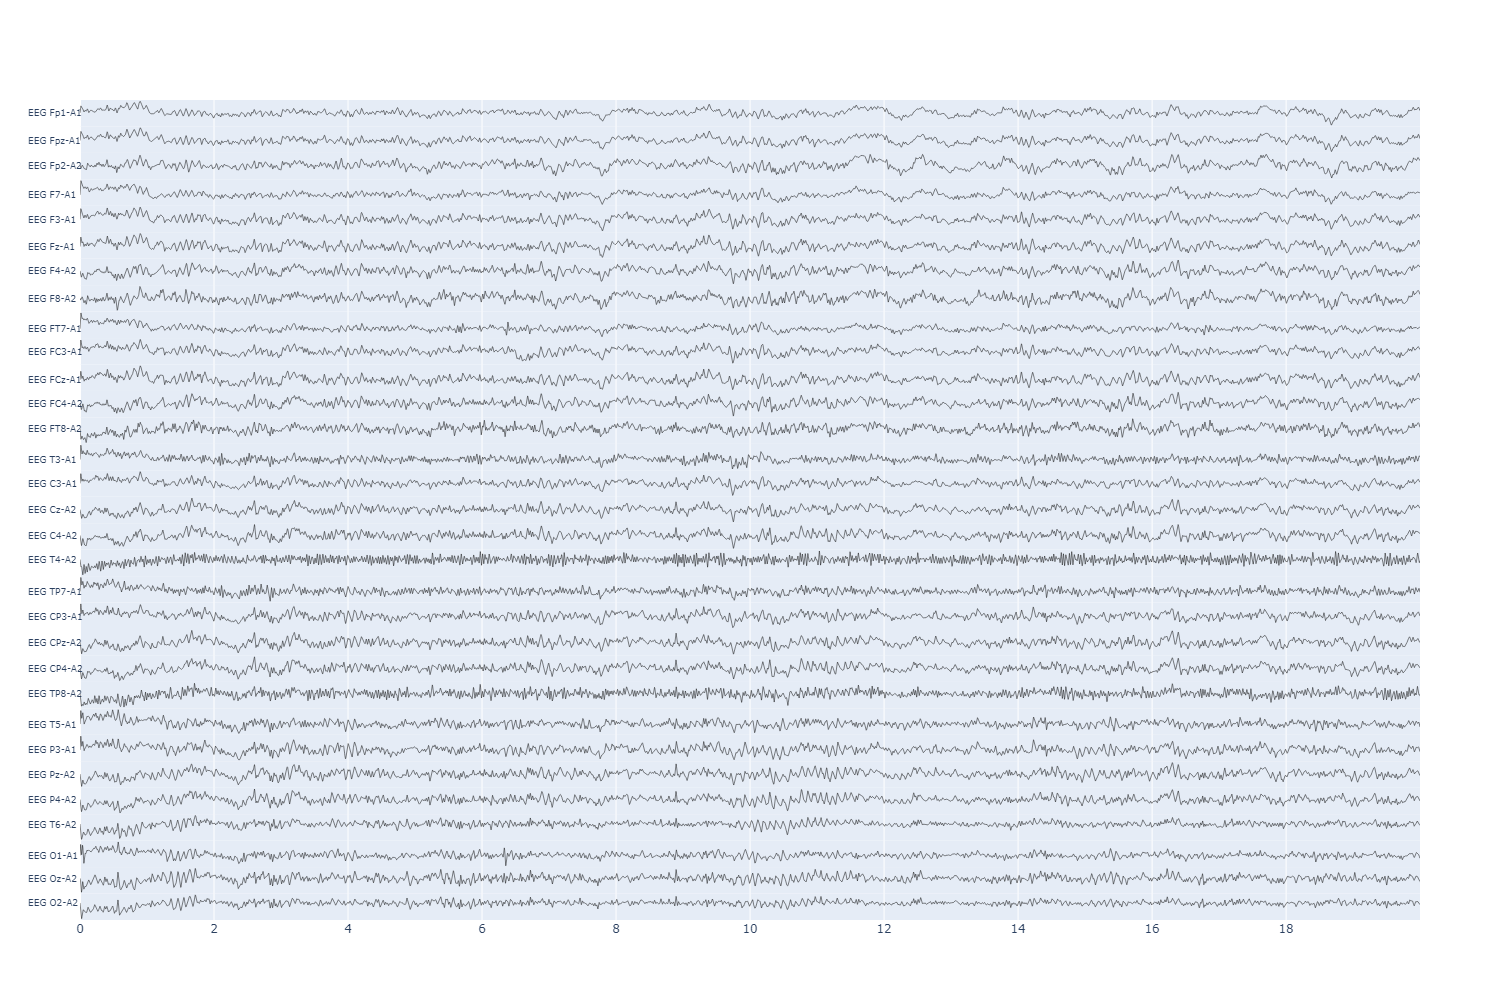 EEG Fp1-A1
EEG Fpz-A1
EEG Fp2-A2
EEG F7-A1
EEG F3-A1
EEG Fz-A1
EEG F4-A2
EEG F8-A2
EEG FT7-A1
EEG FC3-A1
EEG FCz-A1
EEG FC4-A2
EEG FT8-A2
EEG T3-A1
EEG C3-A1
EEG Cz-A2
EEG C4-A2
EEG T4-A2
EEG TP7-A1
EEG CP3-A1
EEG CPz-A2
EEG CP4-A2
EEG TP8-A2
EEG T5-A1
EEG P3-A1
EEG Pz-A2
EEG P4-A2
EEG T6-A2
EEG O1-A1
EEG Oz-A2
EEG O2-A2
0 2 4 6 8 10 12 14 16 18